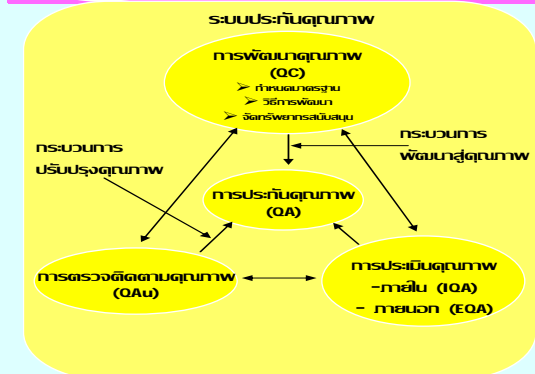 ระบบประกันคุณภาพ
การพัฒนาคุณภาพ
(QC)
➢ กำหนดมาตรฐาน
➢ วิธีการพัฒนา
➢ จัดทรัพยากรสนับสนุน
กระบวนการ
ปรับปรุงคุณภาพ
กระบวนการ
พัฒนาสู่คุณภาพ
การประกันคุณภาพ
(QA)
การตรวจติดตามคุณภาพ
(QAu)
การประเมินคุณภาพ
-ภายใน (IQA)
- ภายนอก (EQA)